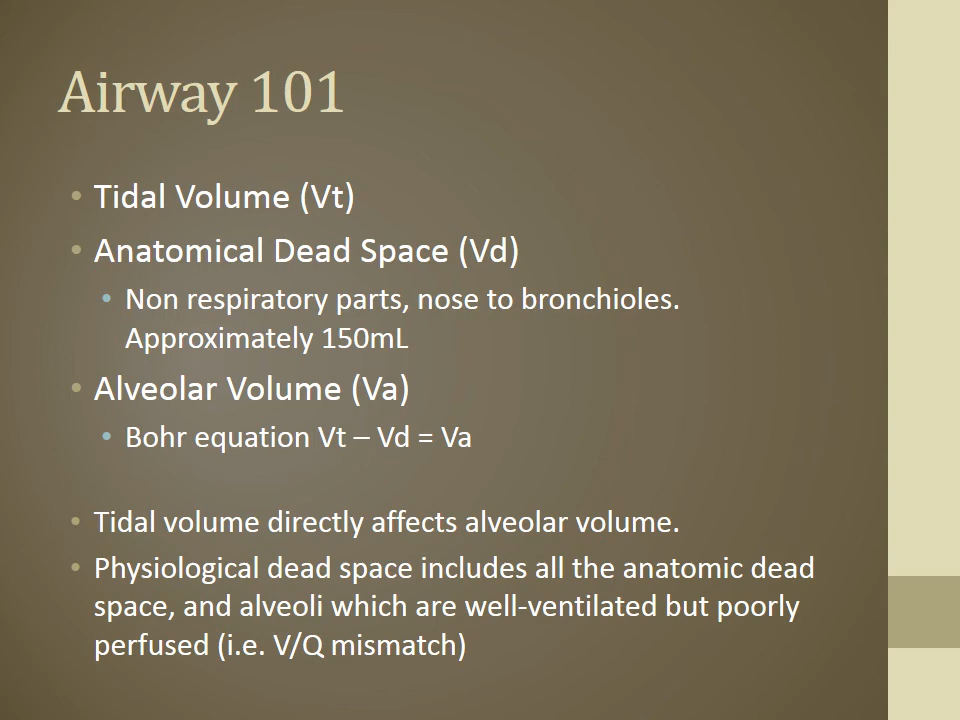 Airway 101
• Tidal Volume (Vt)
• Anatomical Dead Space (Vd)
• Non respiratory parts, nose to bronchioles.
Approximately 150mL
• Alveolar Volume (Va)
• Bohr equation Vt – Vd = Va
• Tidal volume directly affects alveolar volume.
• Physiological dead space includes all the anatomic dead
space, and alveoli which are well-ventilated but poorly
perfused (i.e. V/Q mismatch)